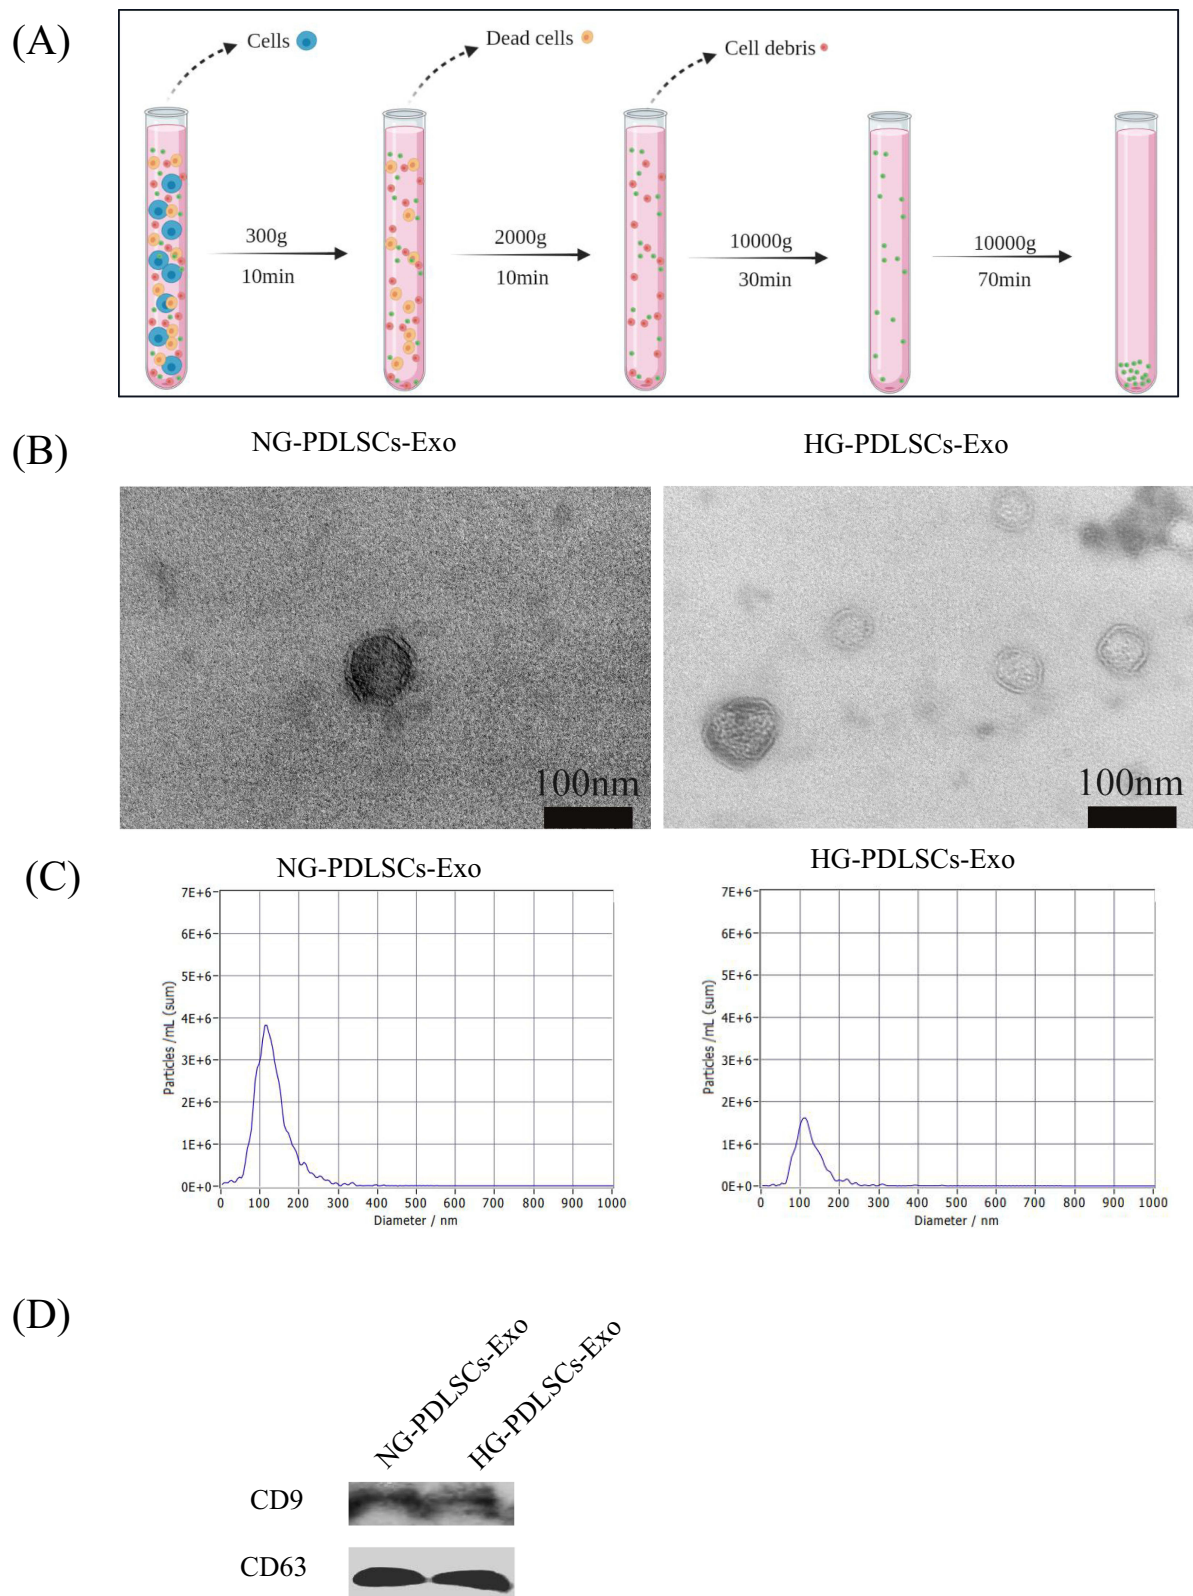 (A)
Cells
Dead cells
Cell debris
300g
10min
2000g
10min
10000g
30min
10000g
70min
(B)
NG-PDLSCs-Exo
HG-PDLSCs-Exo
100nm
100nm
(C)
NG-PDLSCs-Exo
7E+6
6E+6
5E+6
4E+6
3E+6
2E+6
1E+6
0E+0
Particles /mL (sum)
0 100 200 300 400 500 600 700 800 900 1000
Diameter / nm
HG-PDLSCs-Exo
7E+6
6E+6
5E+6
4E+6
3E+6
2E+6
1E+6
0E+0
Particles /mL (sum)
0 100 200 300 400 500 600 700 800 900 1000
Diameter / nm
(D)
NG-PDLSCs-Exo
HG-PDLSCs-Exo
CD9
CD63